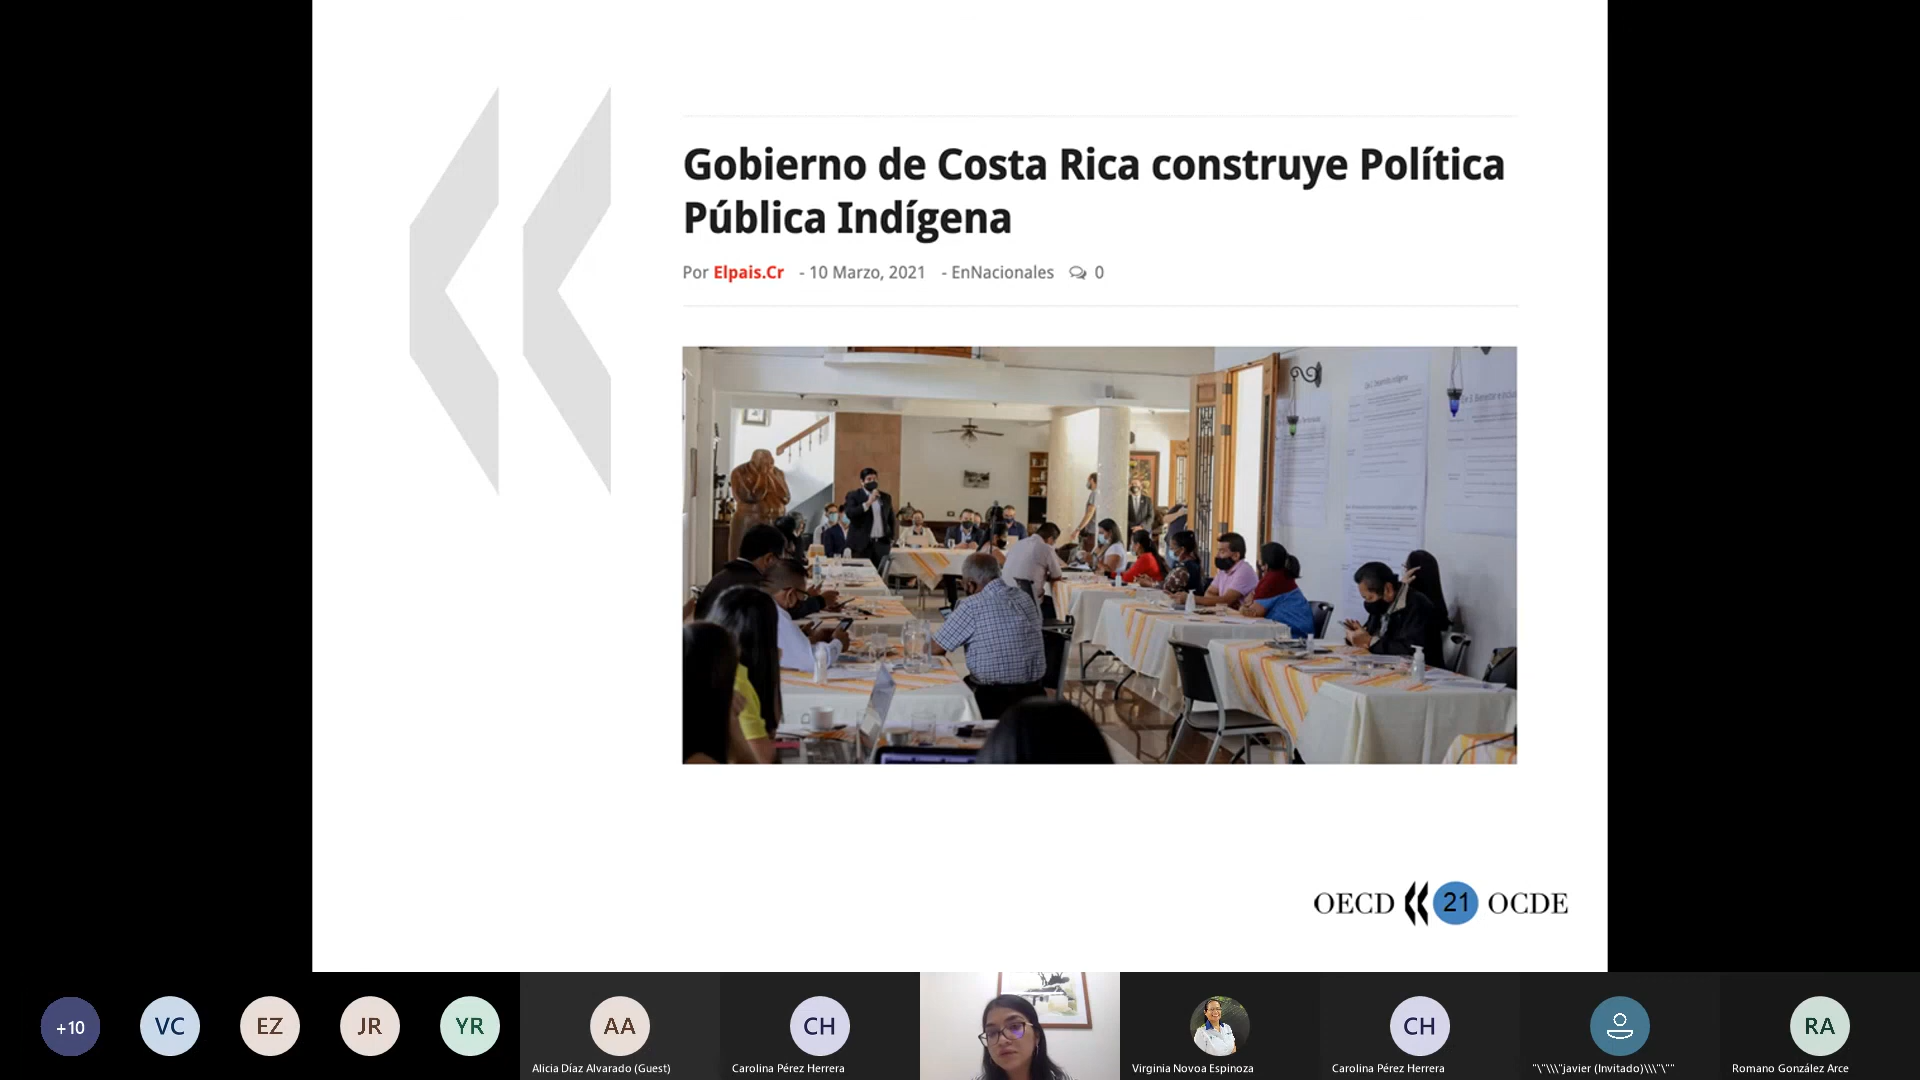 Gobierno de Costa Rica construye Política
Pública Indígena
Por Elpais.Cr - 10 Marzo, 2021 - EnNacionales 0
OECD 21 OCDE
+10 VC EZ JR YR AA CH CH RA
Alicia Díaz Alvarado (Guest) Carolina Pérez Herrera Virginia Novoa Espinoza Carolina Pérez Herrera "\"\\\"javier (Invitado)\\\"\"" Romano González Arce